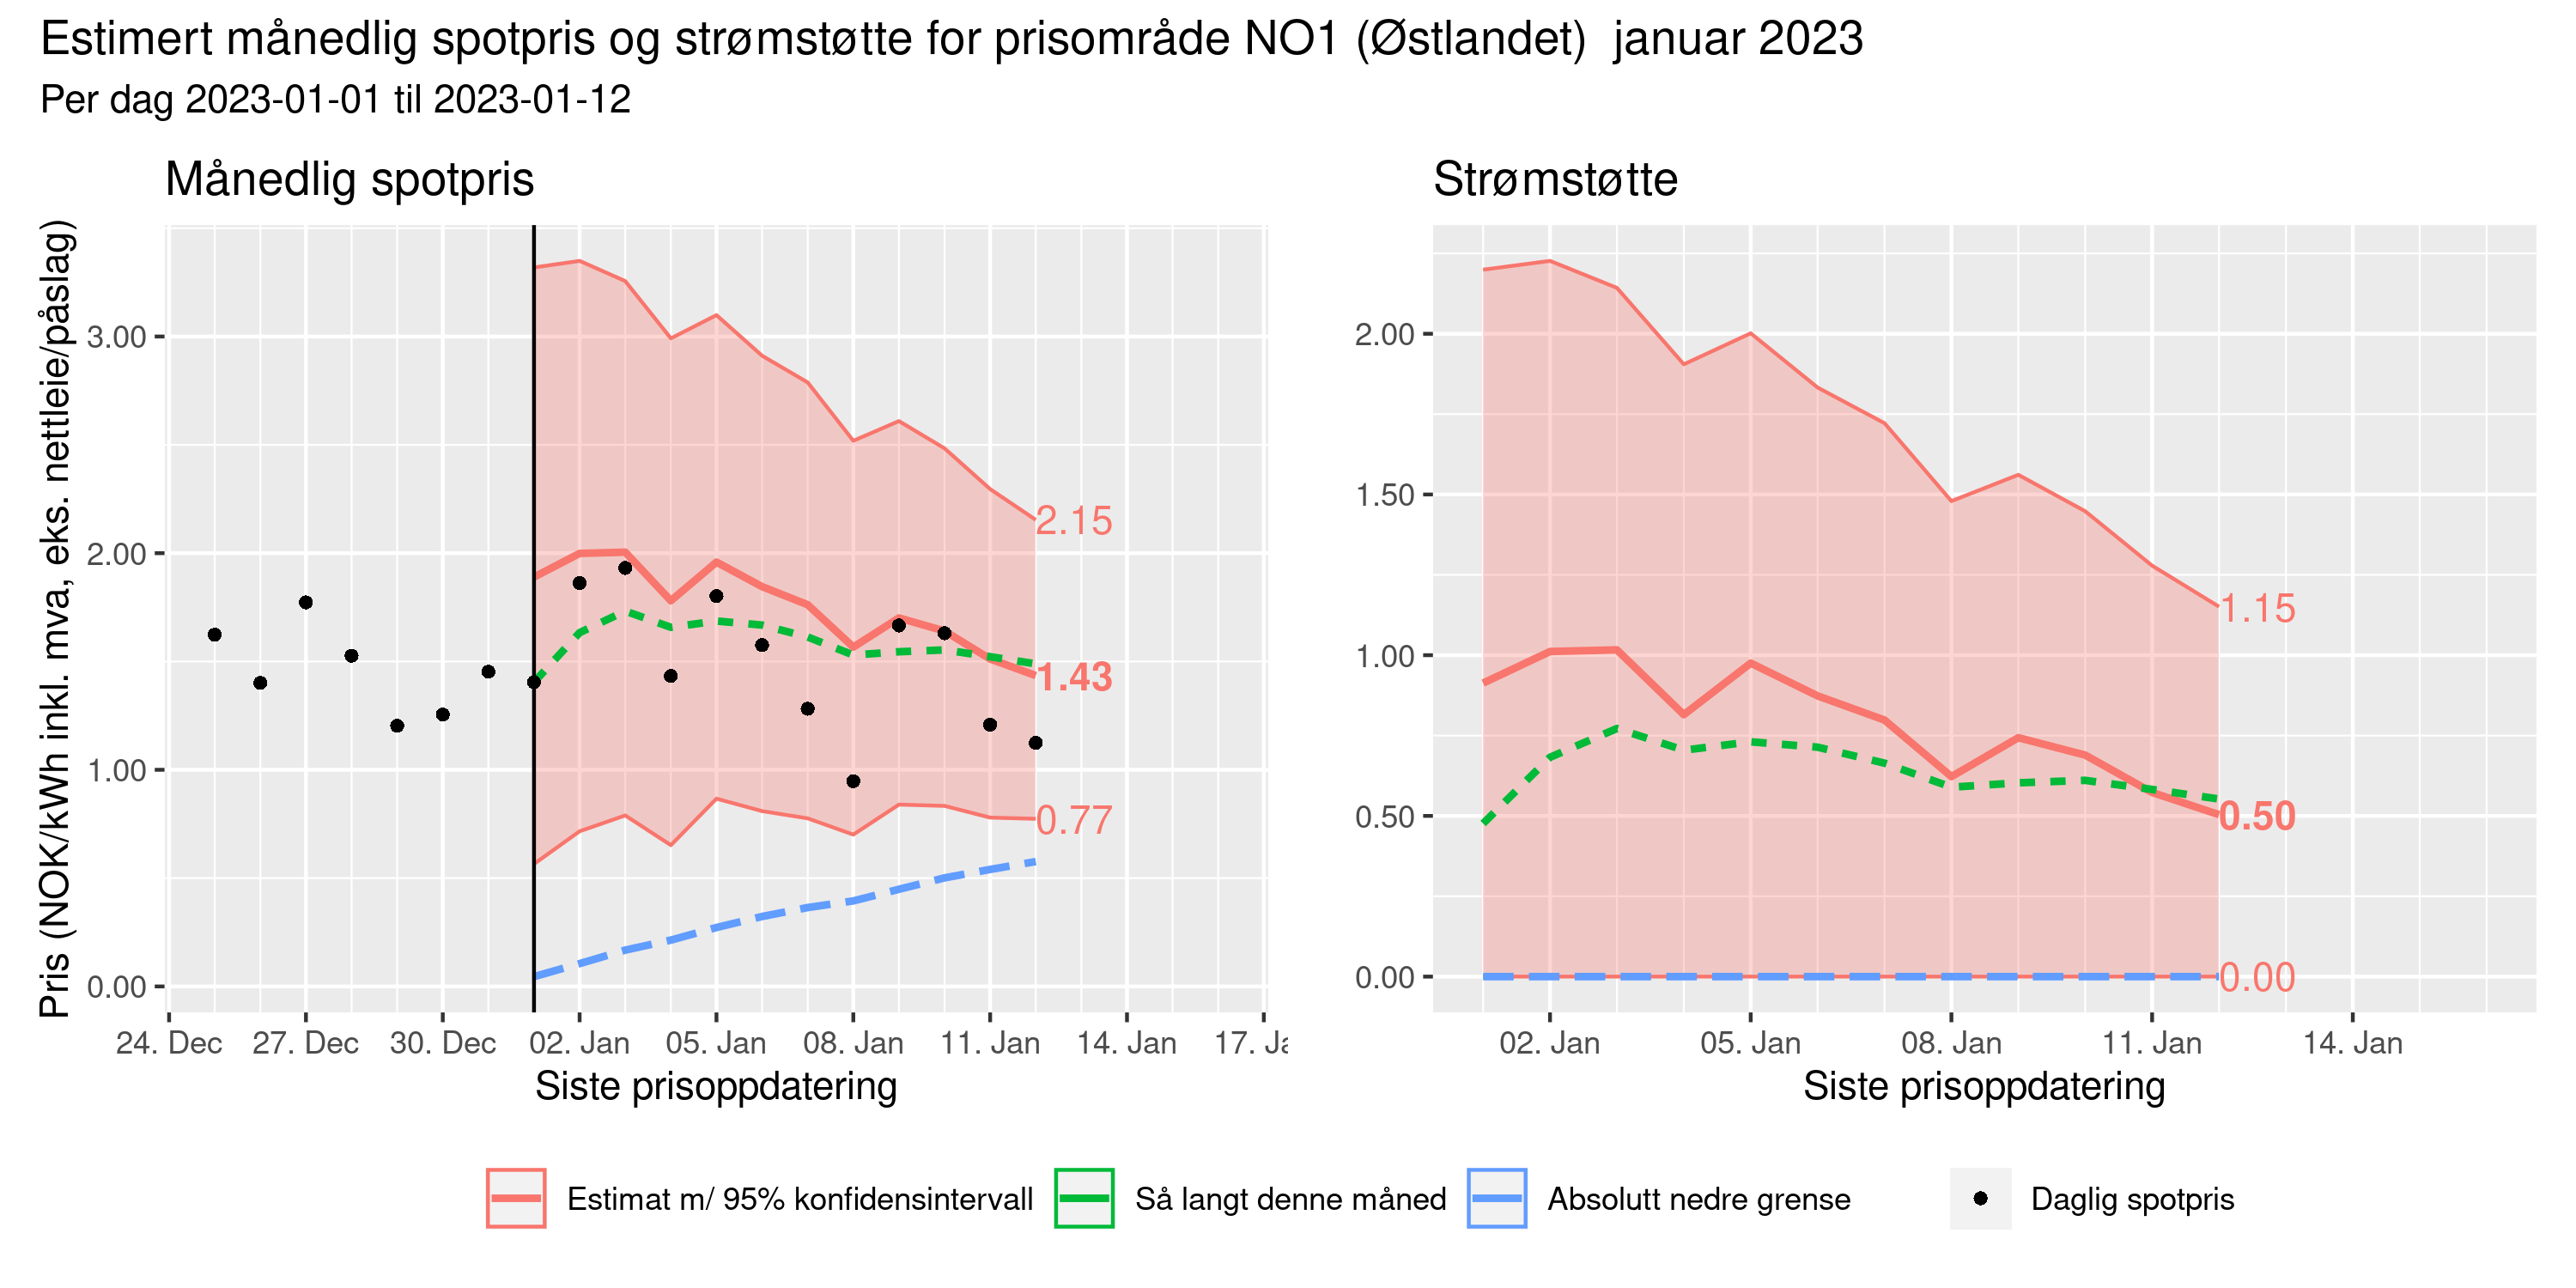 Estimert månedlig spotpris og strømstøtte for prisområde NO1 (Østlandet)  januar 2023
Per dag 2023-01-01 til 2023-01-12
Månedlig spotpris
Pris (NOK/kWh inkl. mva, eks. nettleie/påslag)
3.00
2.00
1.00
0.00
2.15
1.43
0.77
24. Dec 27. Dec 30. Dec 02. Jan 05. Jan 08. Jan 11. Jan 14. Jan 17. Ja
Siste prisoppdatering
Strømstøtte
2.00
1.50
1.00
0.50
0.00
1.15
0.50
0.00
02. Jan 05. Jan 08. Jan 11. Jan 14. Jan
Siste prisoppdatering
Estimat m/ 95% konfidensintervall Så langt denne måned Absolutt nedre grense Daglig spotpris